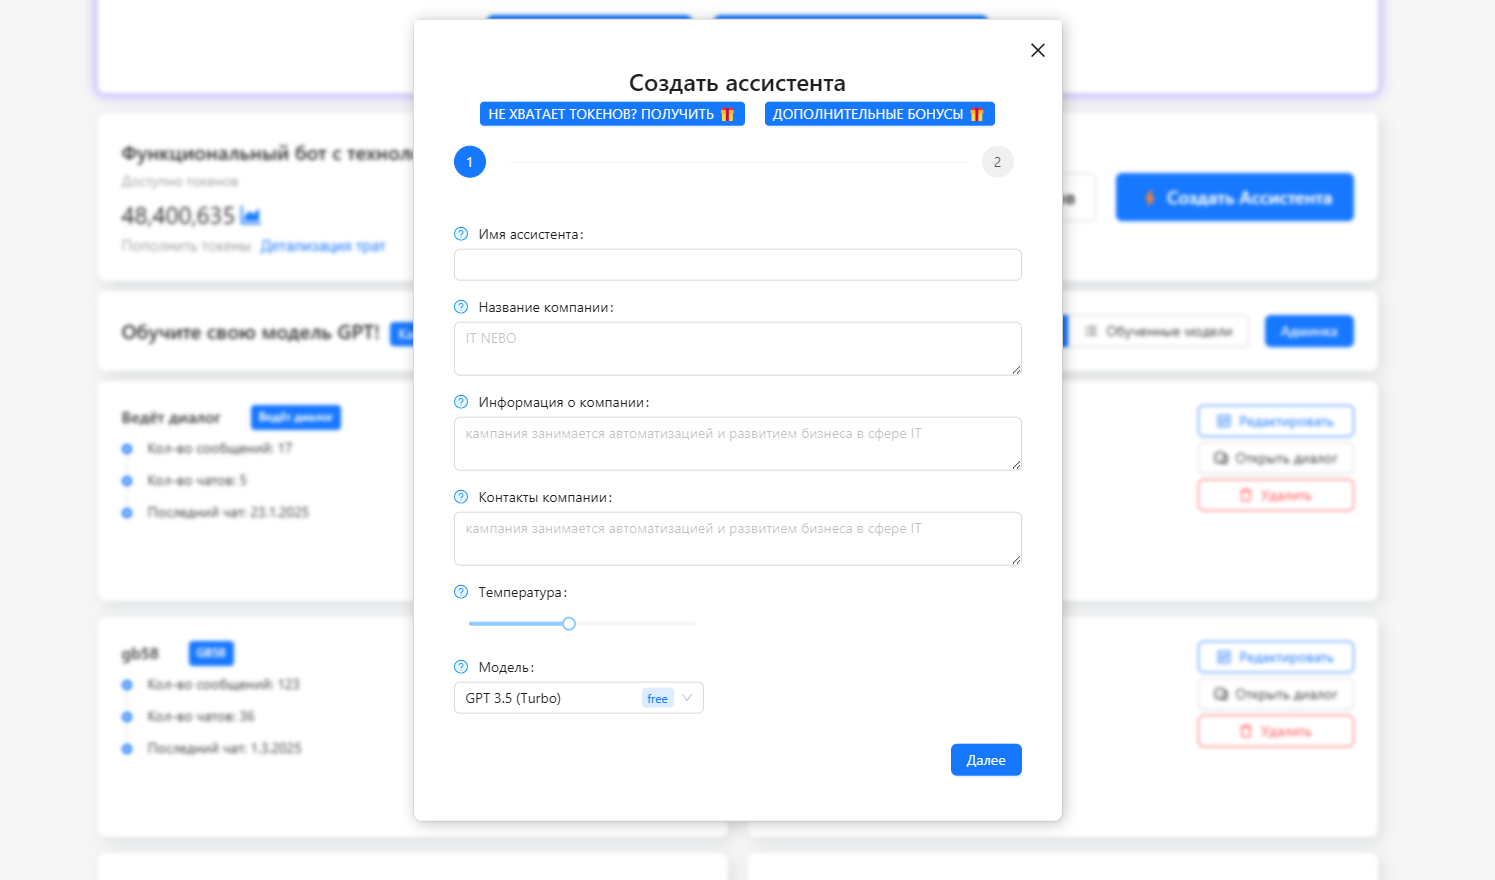 Создать ассистента
НЕ ХВАТАЕТ ТОКЕНОВ? ПОЛУЧИТЬ 🎁
ДОПОЛНИТЕЛЬНЫЕ БОНУСЫ 🎁
1
2
Имя ассистента:
Название компании:
IT NEBO
Информация о компании:
кампания занимается автоматизацией и развитием бизнеса в сфере IT
Контакты компании:
кампания занимается автоматизацией и развитием бизнеса в сфере IT
Температура:
Модель:
GPT 3.5 (Turbo) free
Далее
Функциональный бот с
Доступно токенов
48,400,635
Пополнить токены Детализация трат
Создать Ассистента
Обучите свою модель GPT!
Обученные модели
Админка
Ведёт диалог Ведёт диалог
Кол-во сообщений: 17
Кол-во чатов: 5
Последний чат: 23.1.2025
Редактировать
Открыть диалог
Удалить
gb58 GB58
Кол-во сообщений: 123
Кол-во чатов: 36
Последний чат: 1.3.2025
Редактировать
Открыть диалог
Удалить